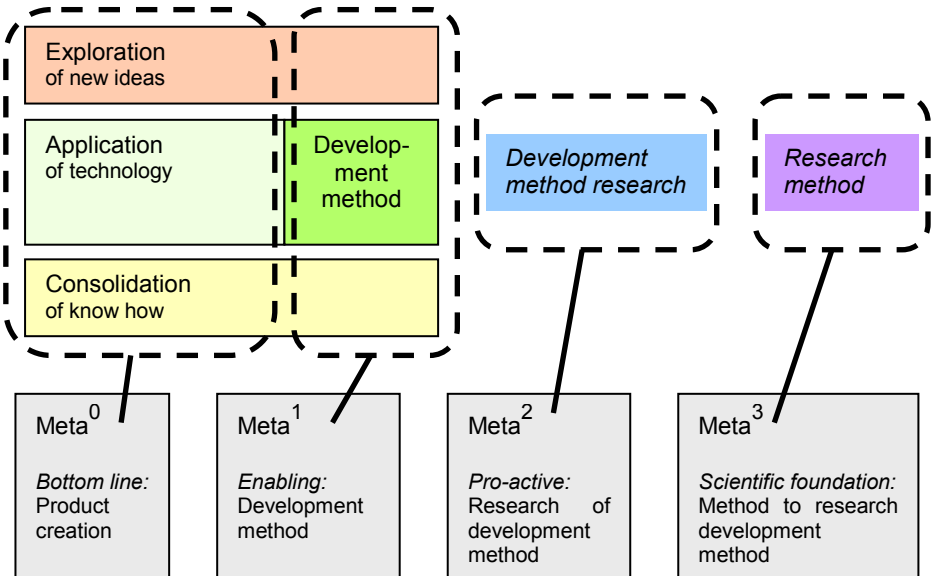 Exploration
of new ideas
Application
of technology
Develop-
ment
method
Consolidation
of know how
Development
method research
Research
method
Meta0
Bottom line:
Product
creation
Meta1
Enabling:
Development
method
Meta2
Pro-active:
Research of
development
method
Meta3
Scientific foundation:
Method to research
development
method